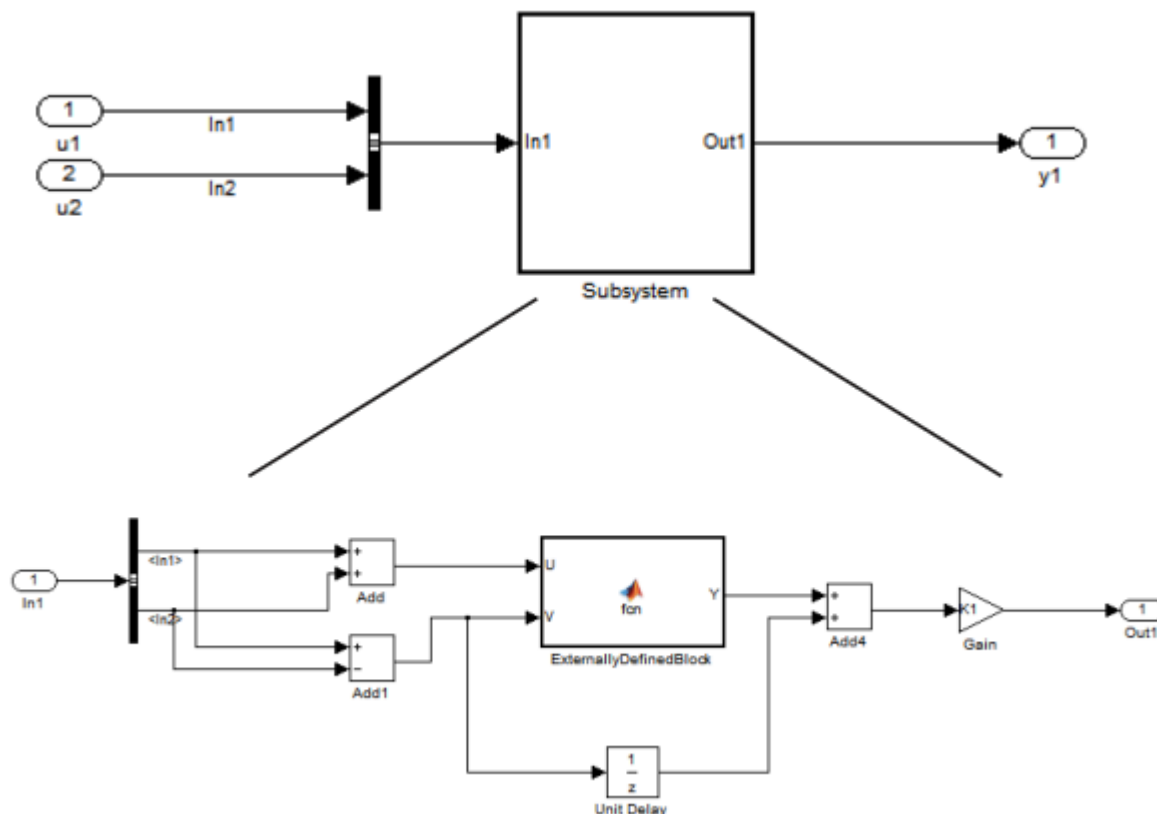 1
In1
u1
2
In2
u2
In1
Out1
1
y1
Subsystem
1
In1
<In1>
<In2>
+
+
Add
+
−
Add1
U
V
Y
fcn
ExternallyDefinedBlock
1
z
Unit Delay
+
+
Add4
K1
Gain
1
Out1